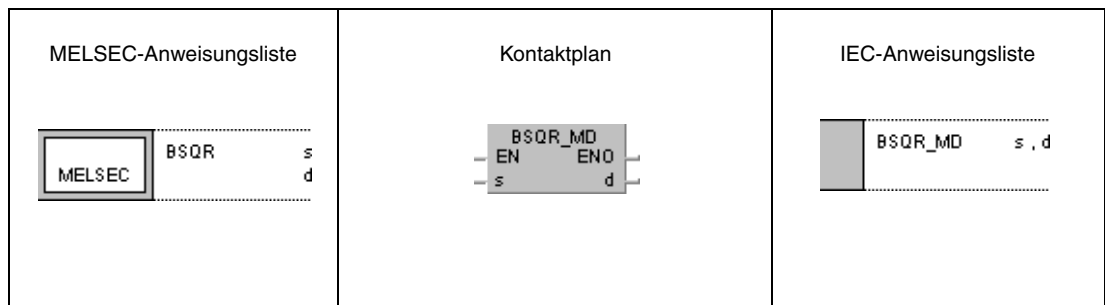 MELSEC-Anweisungsliste
MELSEC
BSQR s
d
Kontaktplan
BSQR_MD
EN ENO
s d
IEC-Anweisungsliste
BSQR_MD s , d